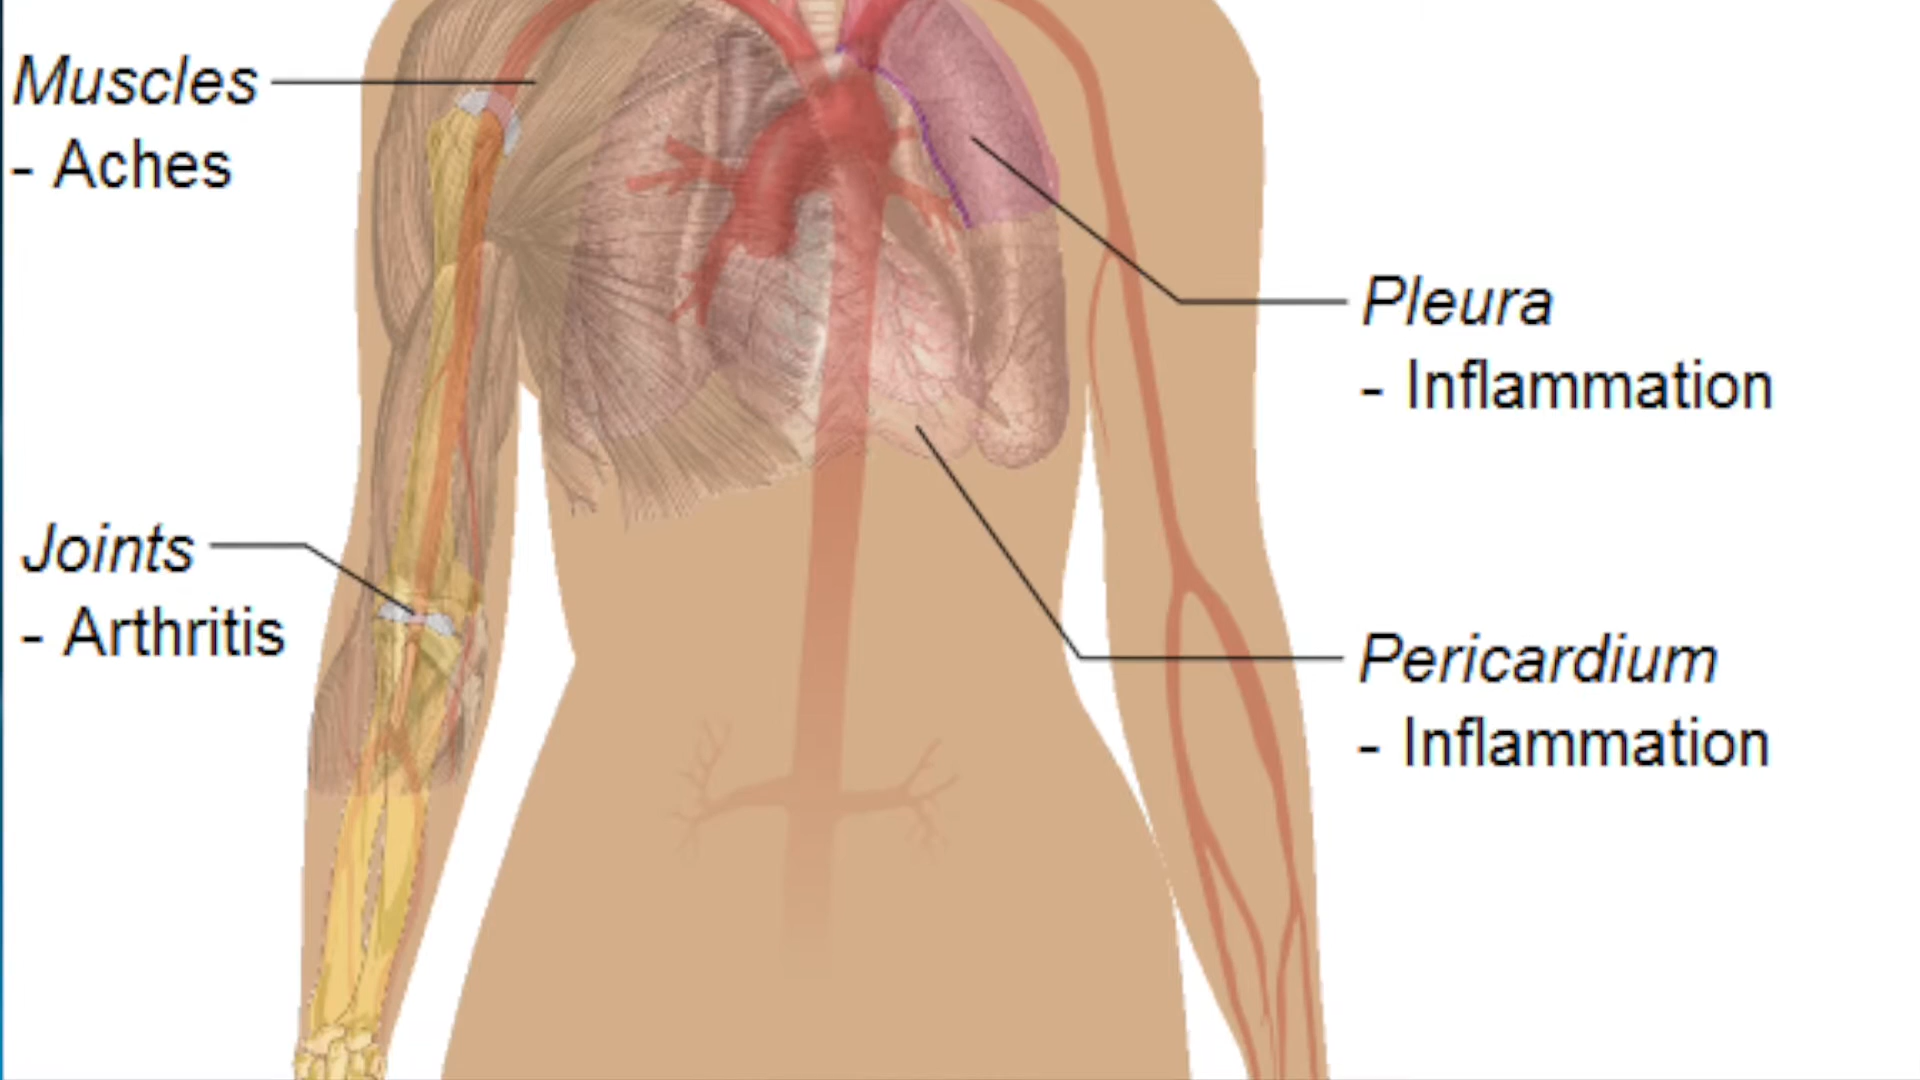 Muscles
- Aches
Pleura
- Inflammation
Joints
- Arthritis
Pericardium
- Inflammation